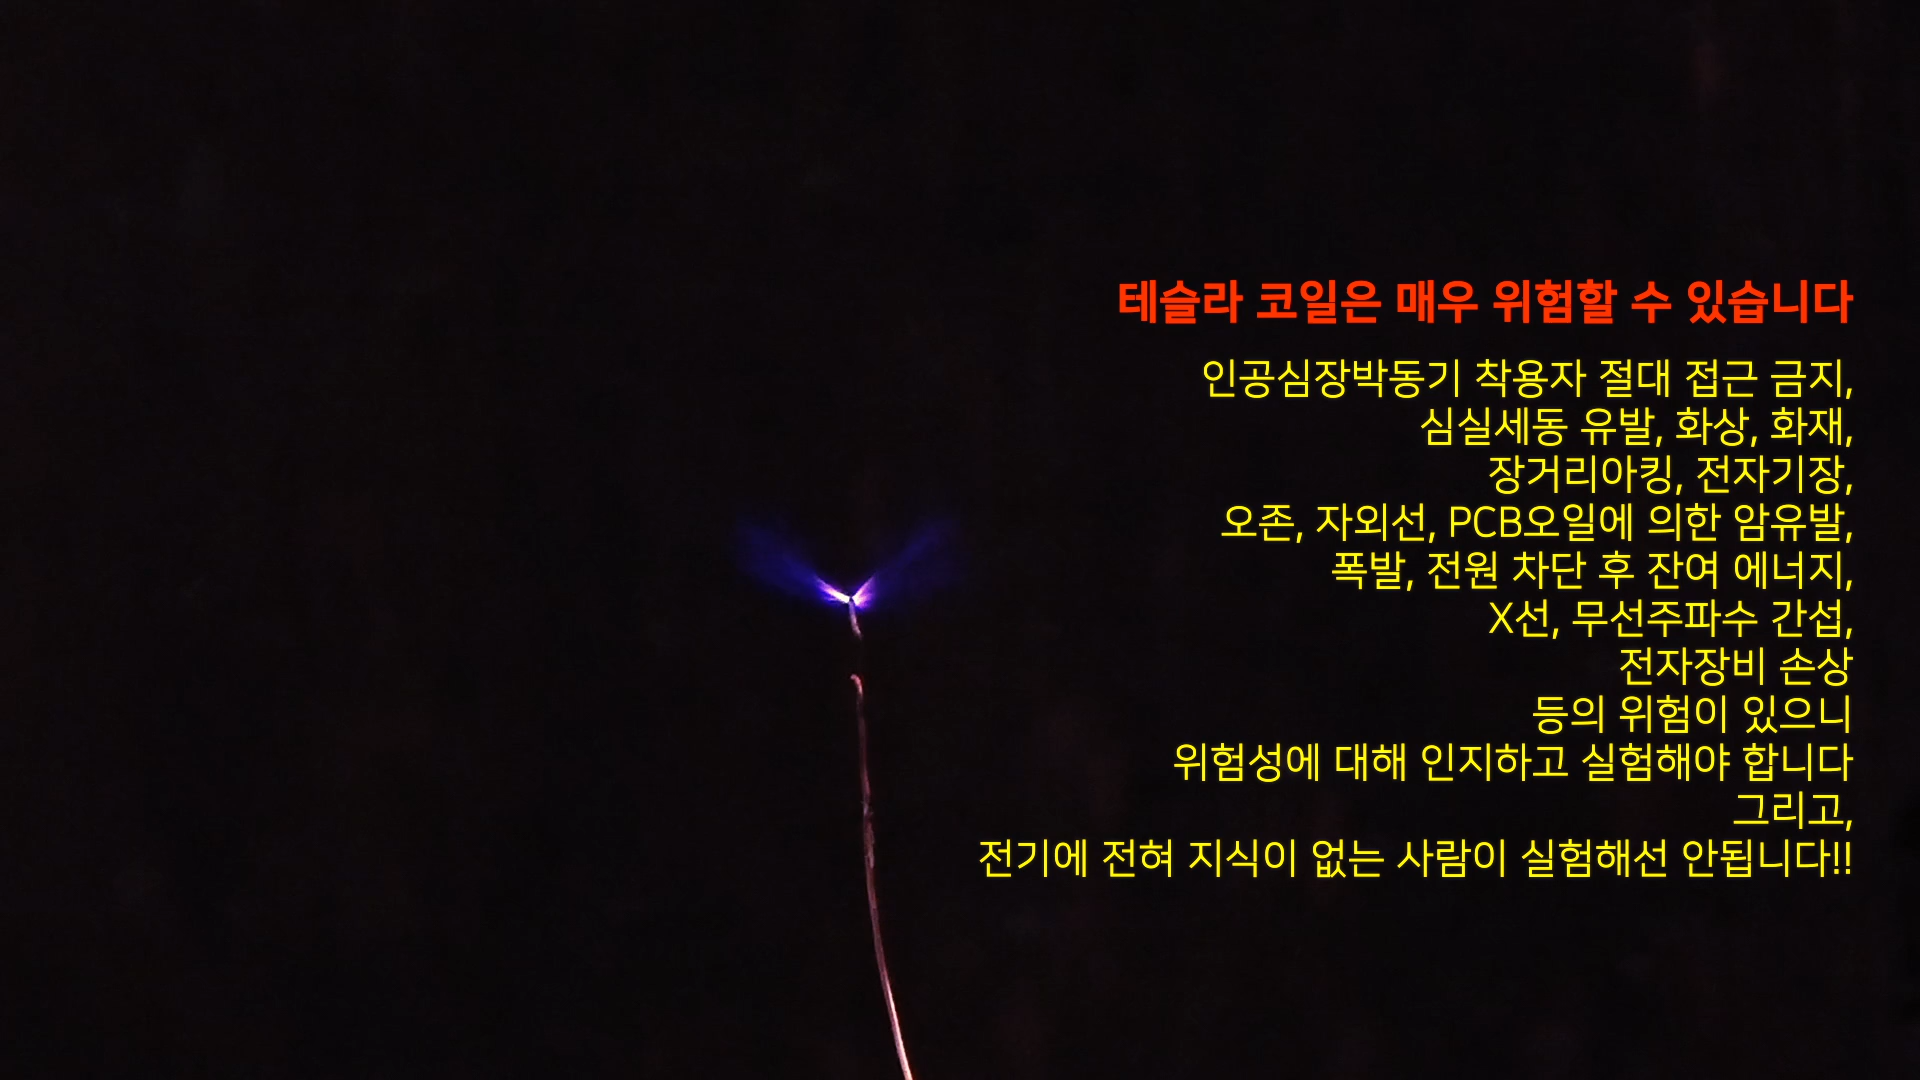 테슬라 코일은 매우 위험할 수 있습니다
인공심장박동기 착용자 절대 접근 금지,
심실세동 유발, 화상, 화재,
장거리아킹, 전자기장,
오존, 자외선, PCB오일에 의한 암유발,
폭발, 전원 차단 후 잔여 에너지,
X선, 무선주파수 간섭,
전자장비 손상
등의 위험이 있으니
위험성에 대해 인지하고 실험해야 합니다
그리고,
전기에 전혀 지식이 없는 사람이 실험해선 안됩니다!!